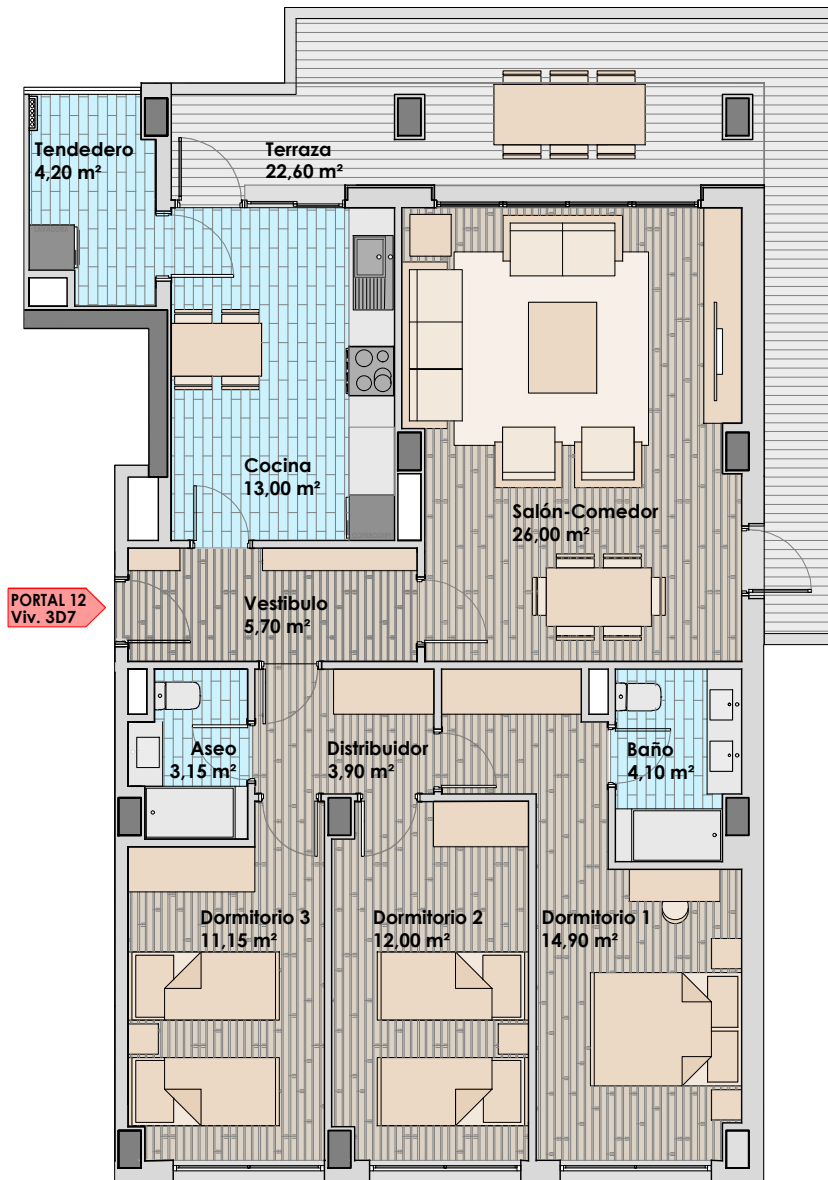 Tendedero
4,20 m²
Terraza
22,60 m²
Cocina
13,00 m²
Salón-Comedor
26,00 m²
PORTAL 12
Viv. 3D7
Vestibulo
5,70 m²
Aseo
3,15 m²
Distribuidor
3,90 m²
Baño
4,10 m²
Dormitorio 3
11,15 m²
Dormitorio 2
12,00 m²
Dormitorio 1
14,90 m²